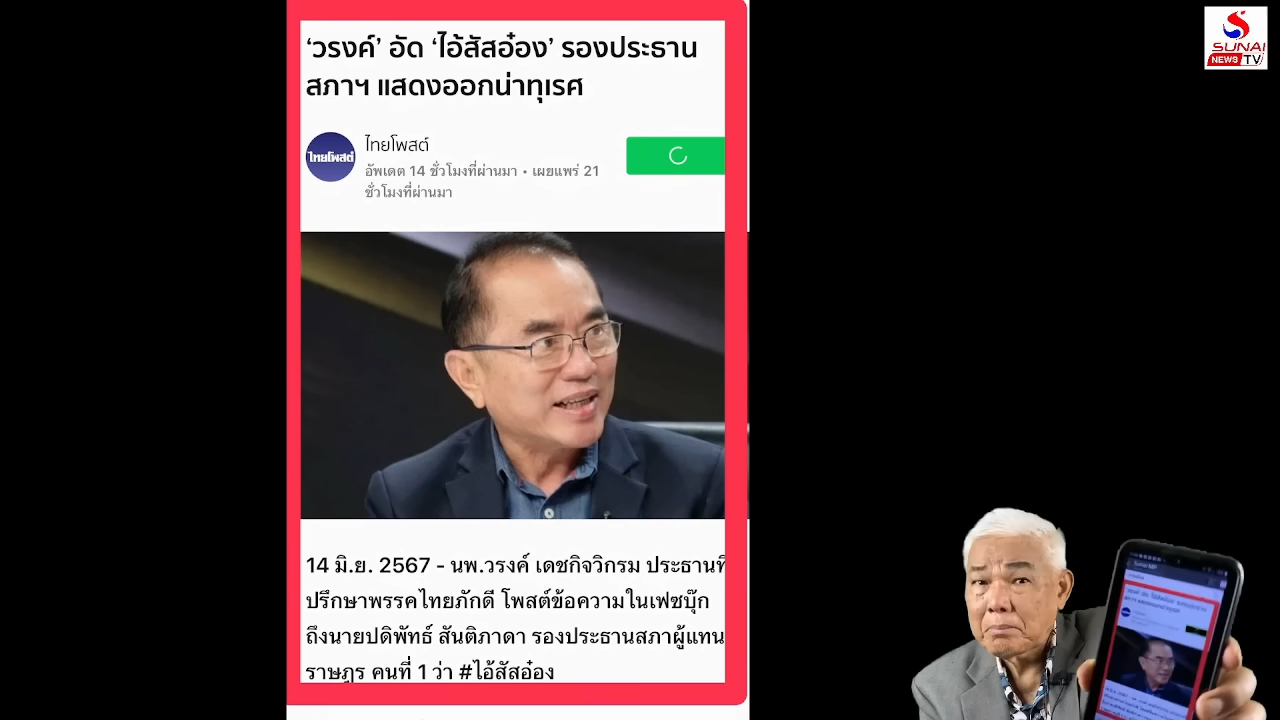 ‘วรงค์’ อัด ‘ไอ้สัสอ๋อง’ รองประธาน
สภาฯ แสดงออกน่าทุเรศ
ไทยโพสต์
ไทยโพสต์
อัพเดต 14 ชั่วโมงที่ผ่านมา • เผยแพร่ 21
ชั่วโมงที่ผ่านมา
14 มิ.ย. 2567 - นพ.วรงค์ เดชกิจวิกรม ประธานที
ปรึกษาพรรคไทยภักดี โพสต์ข้อความในเฟซบุ๊ก
ถึงนายปดิพัทธ์ สันติภาดา รองประธานสภาผู้แทน
ราษฎร คนที่ 1 ว่า #ไอ้สัสอ๋อง
SUNAI
NEWS TV